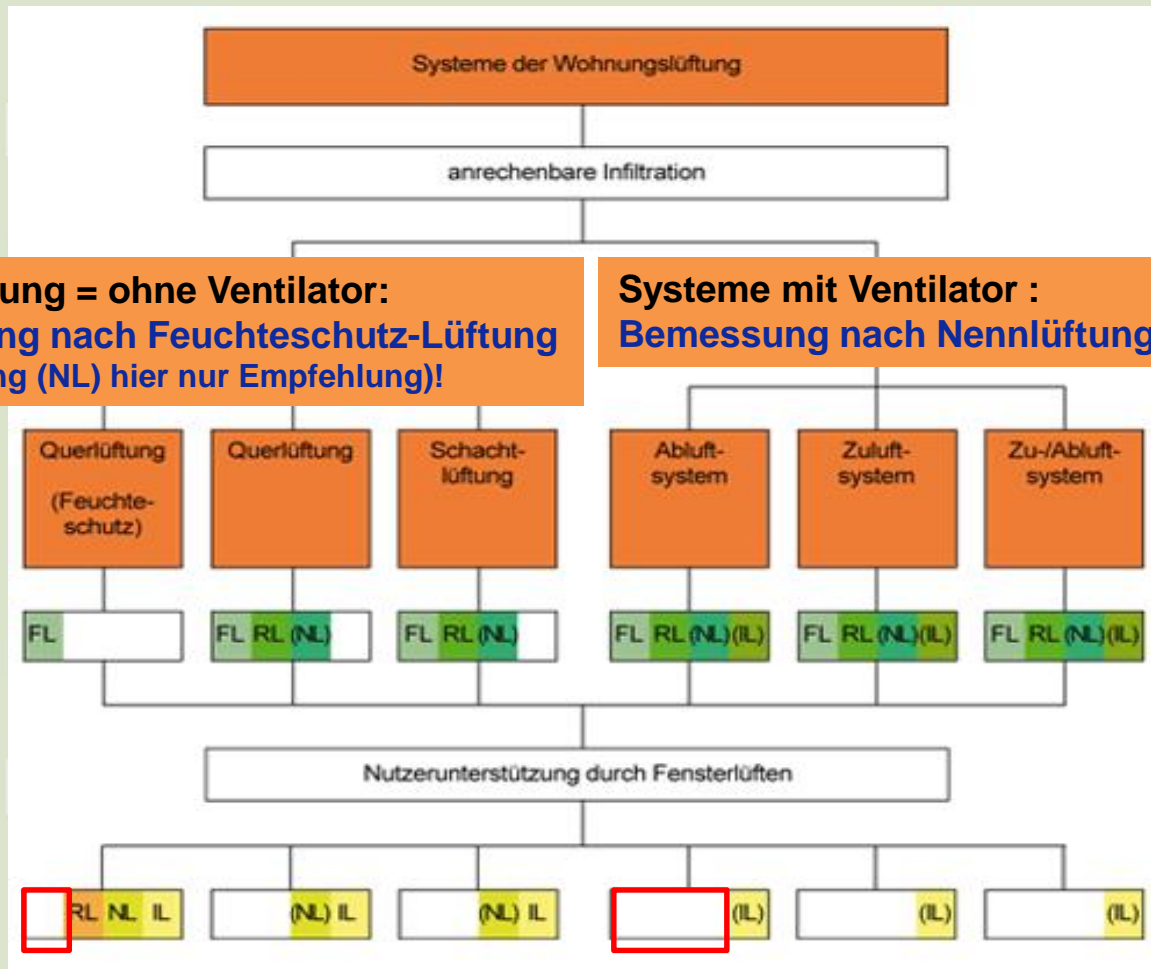 Systeme der Wohnungslüftung
anrechenbare Infiltration
ung = ohne Ventilator:
ng nach Feuchteschutz-Lüftung
ng (NL) hier nur Empfehlung)!
Systeme mit Ventilator :
Bemessung nach Nennlüftung
Querlüftung
(Feuchte-
schutz)
Querlüftung
Schacht-
lüftung
Abluft-
system
Zuluft-
system
Zu-/Abluft-
system
FL
FL RL (NL)
FL RL (NL)
FL RL (NL) (IL)
FL RL (NL) (IL)
FL RL (NL) (IL)
Nutzerunterstützung durch Fensterlüften
RL NL IL
(NL) IL
(NL) IL
(IL)
(IL)
(IL)